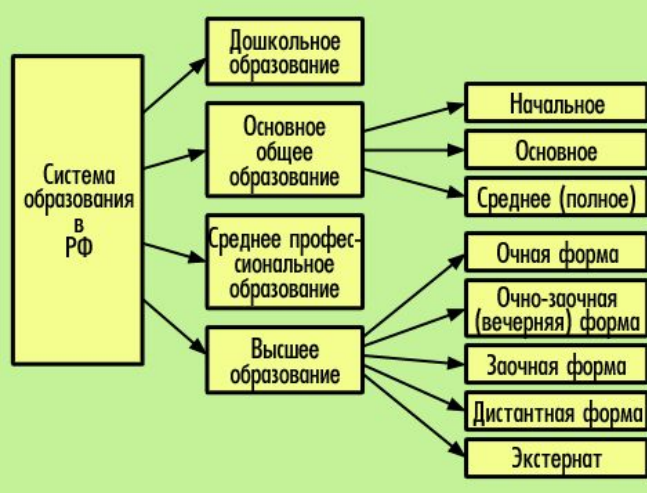 Система
образования
в
РФ
Дошкольное
образование
Основное
общее
образование
Среднее профес-
сиональное
образование
Высшее
образование
Начальное
Основное
Среднее (полное)
Очная форма
Очно-заочная
(вечерняя) форма
Заочная форма
Дистантная форма
Экстернат